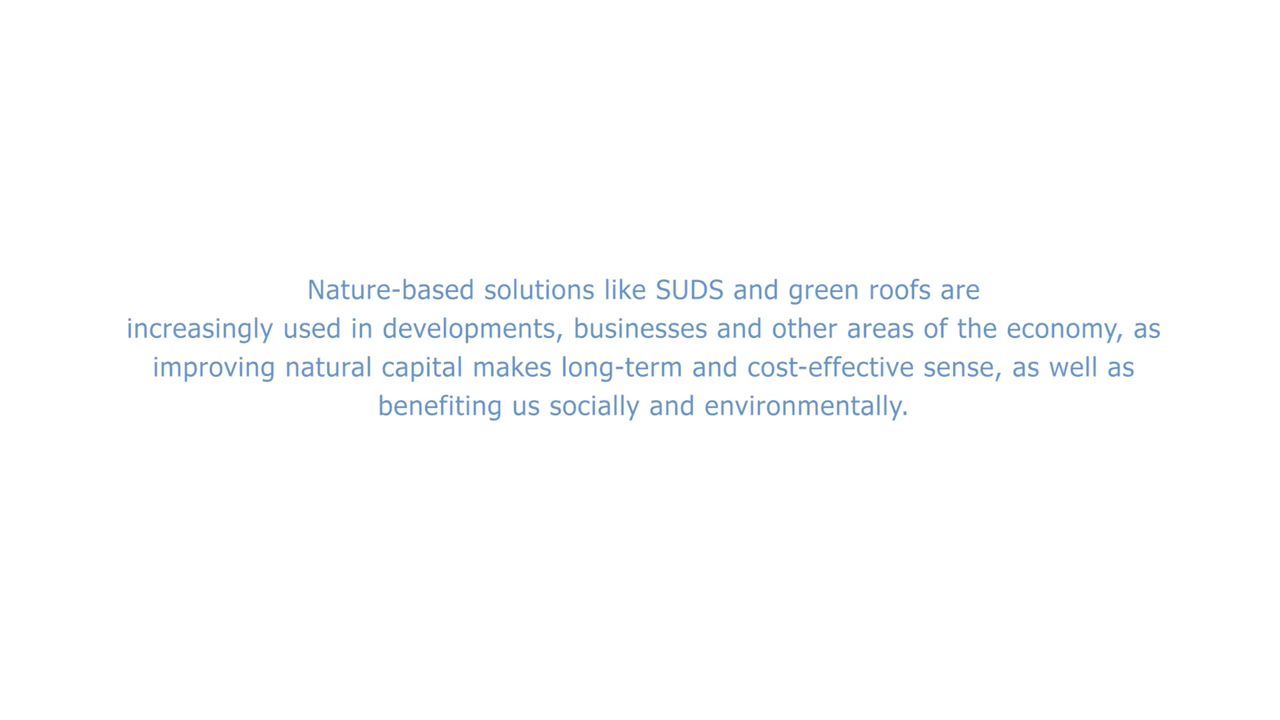 Nature-based solutions like SUDS and green roofs are
increasingly used in developments, businesses and other areas of the economy, as
improving natural capital makes long-term and cost-effective sense, as well as
benefiting us socially and environmentally.